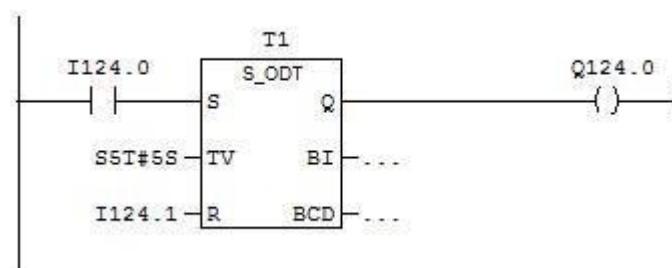 T1
I124.0
S_ODT
Q124.0
S
Q
S5T#5S
TV
BI
...
I124.1
R
BCD
...